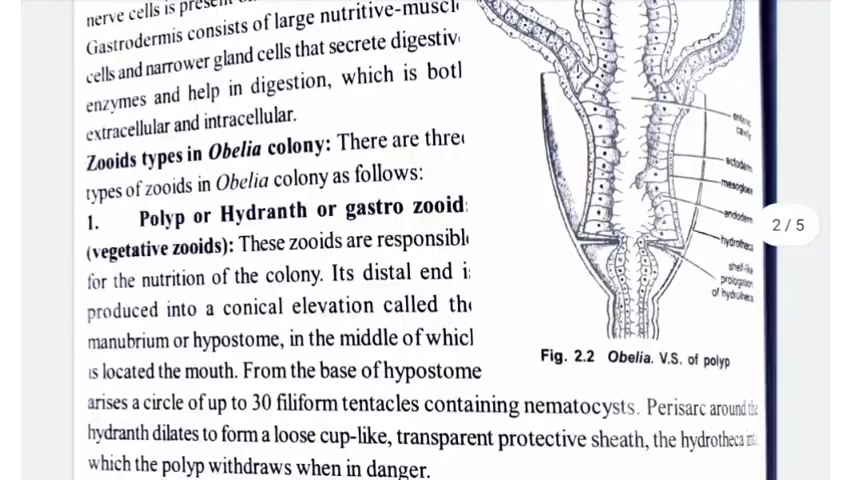 nerve cells is present
Gastrodermis consists of large nutritive-muscl
cells and narrower gland cells that secrete digestiv
enzymes and help in digestion, which is both
extracellular and intracellular.
Zooids types in Obelia colony: There are three
types of zooids in Obelia colony as follows:
1. Polyp or Hydranth or gastro zooid
(vegetative zooids): These zooids are responsibl
for the nutrition of the colony. Its distal end is
produced into a conical elevation called the
manubrium or hypostome, in the middle of which
is located the mouth. From the base of hypostome
arises a circle of up to 30 filiform tentacles containing nematocysts. Perisarc around the
hydranth dilates to form a loose cup-like, transparent protective sheath, the hydrotheca into
which the polyp withdraws when in danger.
enteric
cavity
ectoderm
mesogloea
endoderm
hydrotheca
shelf-like
prolongation
of hydrotheca
Fig. 2.2 Obelia. V.S. of polyp
2 / 5